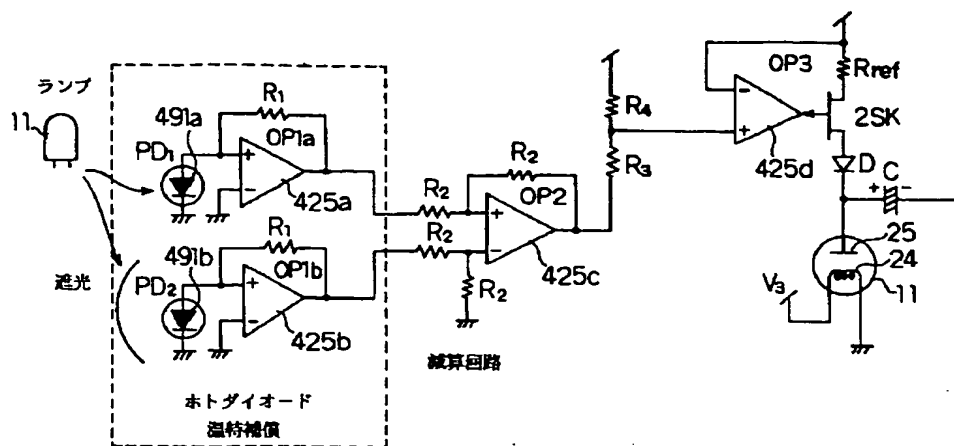 ランプ
11
491a
PD1
R1
OP1a
+
−
425a
遮光
491b
PD2
R1
OP1b
+
−
425b
ホトダイオード
温特補償
R2
R2
R2
R2
OP2
+
−
425c
減算回路
R4
R3
OP3
−
+
425d
Rref
2SK
D
C
+
−
25
24
11
V3